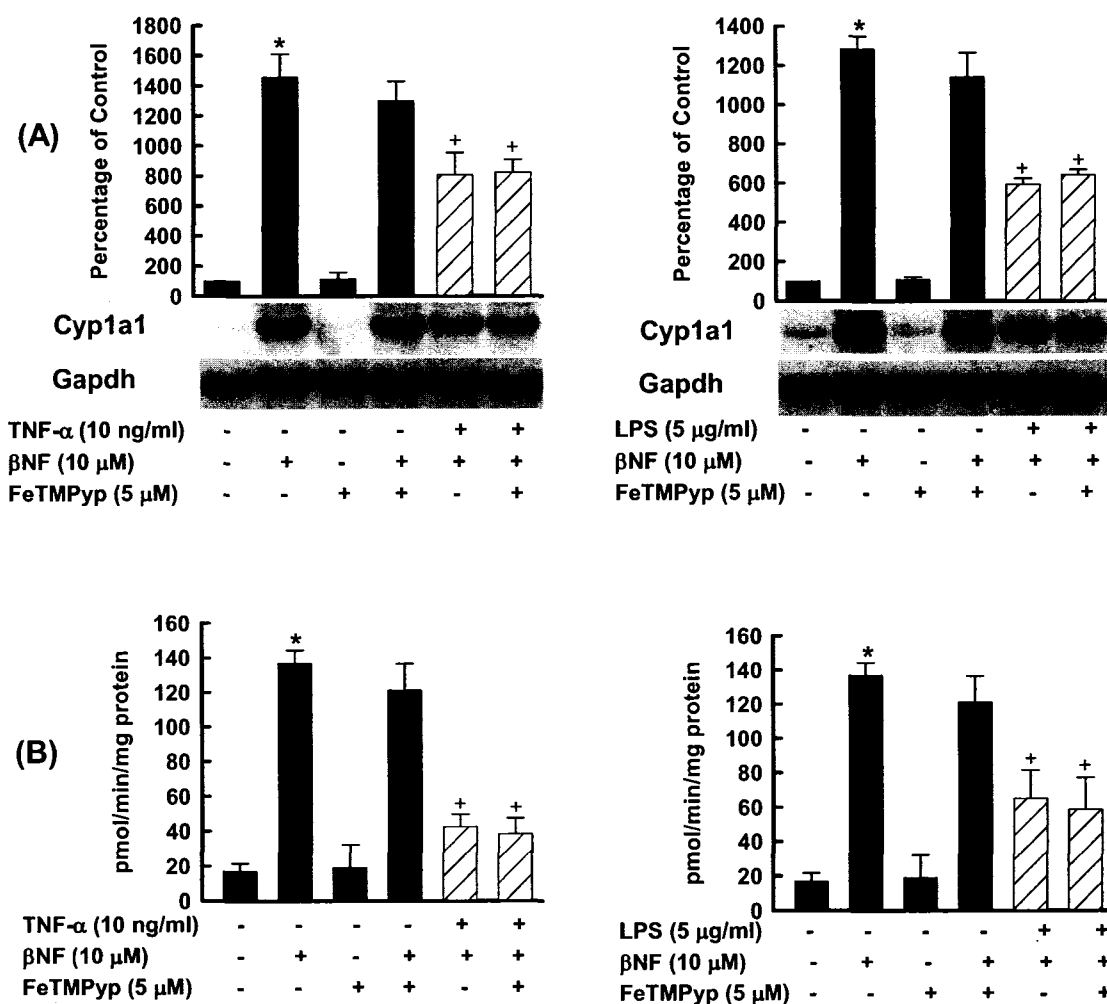 (A)
Percentage of Control
1800
1600
1400
1200
1000
800
600
400
200
0
* + +
Cyp1a1
Gapdh
TNF-α (10 ng/ml) - - - - + +
βNF (10 μM) - + - + + +
FeTMPyp (5 μM) - - + + - +
Percentage of Control
1400
1200
1000
800
600
400
200
0
* + +
Cyp1a1
Gapdh
LPS (5 μg/ml) - - - - + +
βNF (10 μM) - + - + + +
FeTMPyp (5 μM) - - + + - +
(B)
pmol/min/mg protein
160
140
120
100
80
60
40
20
0
* + +
TNF-α (10 ng/ml) - - - - + +
βNF (10 μM) - + - + + +
FeTMPyp (5 μM) - - + + - +
pmol/min/mg protein
160
140
120
100
80
60
40
20
0
* + +
LPS (5 μg/ml) - - - - + +
βNF (10 μM) - + - + + +
FeTMPyp (5 μM) - - + + - +